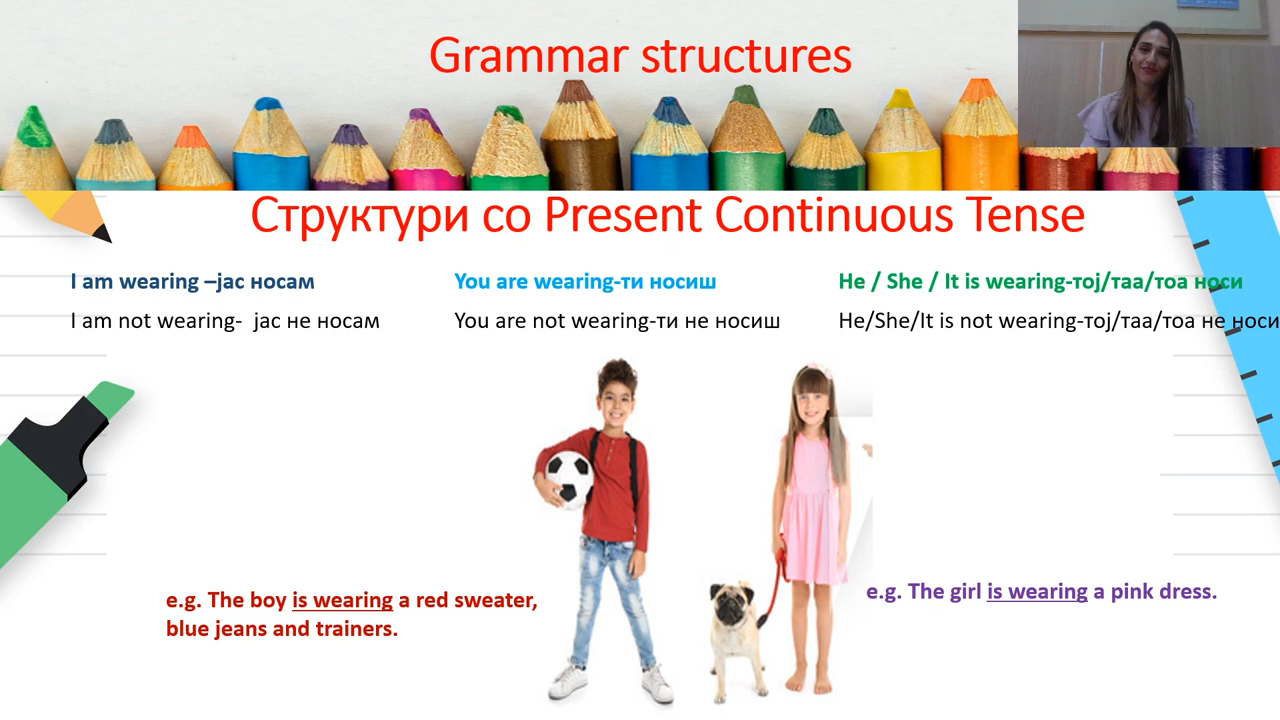 Grammar structures
Структури со Present Continuous Tense
I am wearing –јас носам
You are wearing-ти носиш
He / She / It is wearing-тој/таа/тоа носи
I am not wearing- јас не носам
You are not wearing-ти не носиш
He/She/It is not wearing-тој/таа/тоа не носи
e.g. The boy is wearing a red sweater,
blue jeans and trainers.
e.g. The girl is wearing a pink dress.